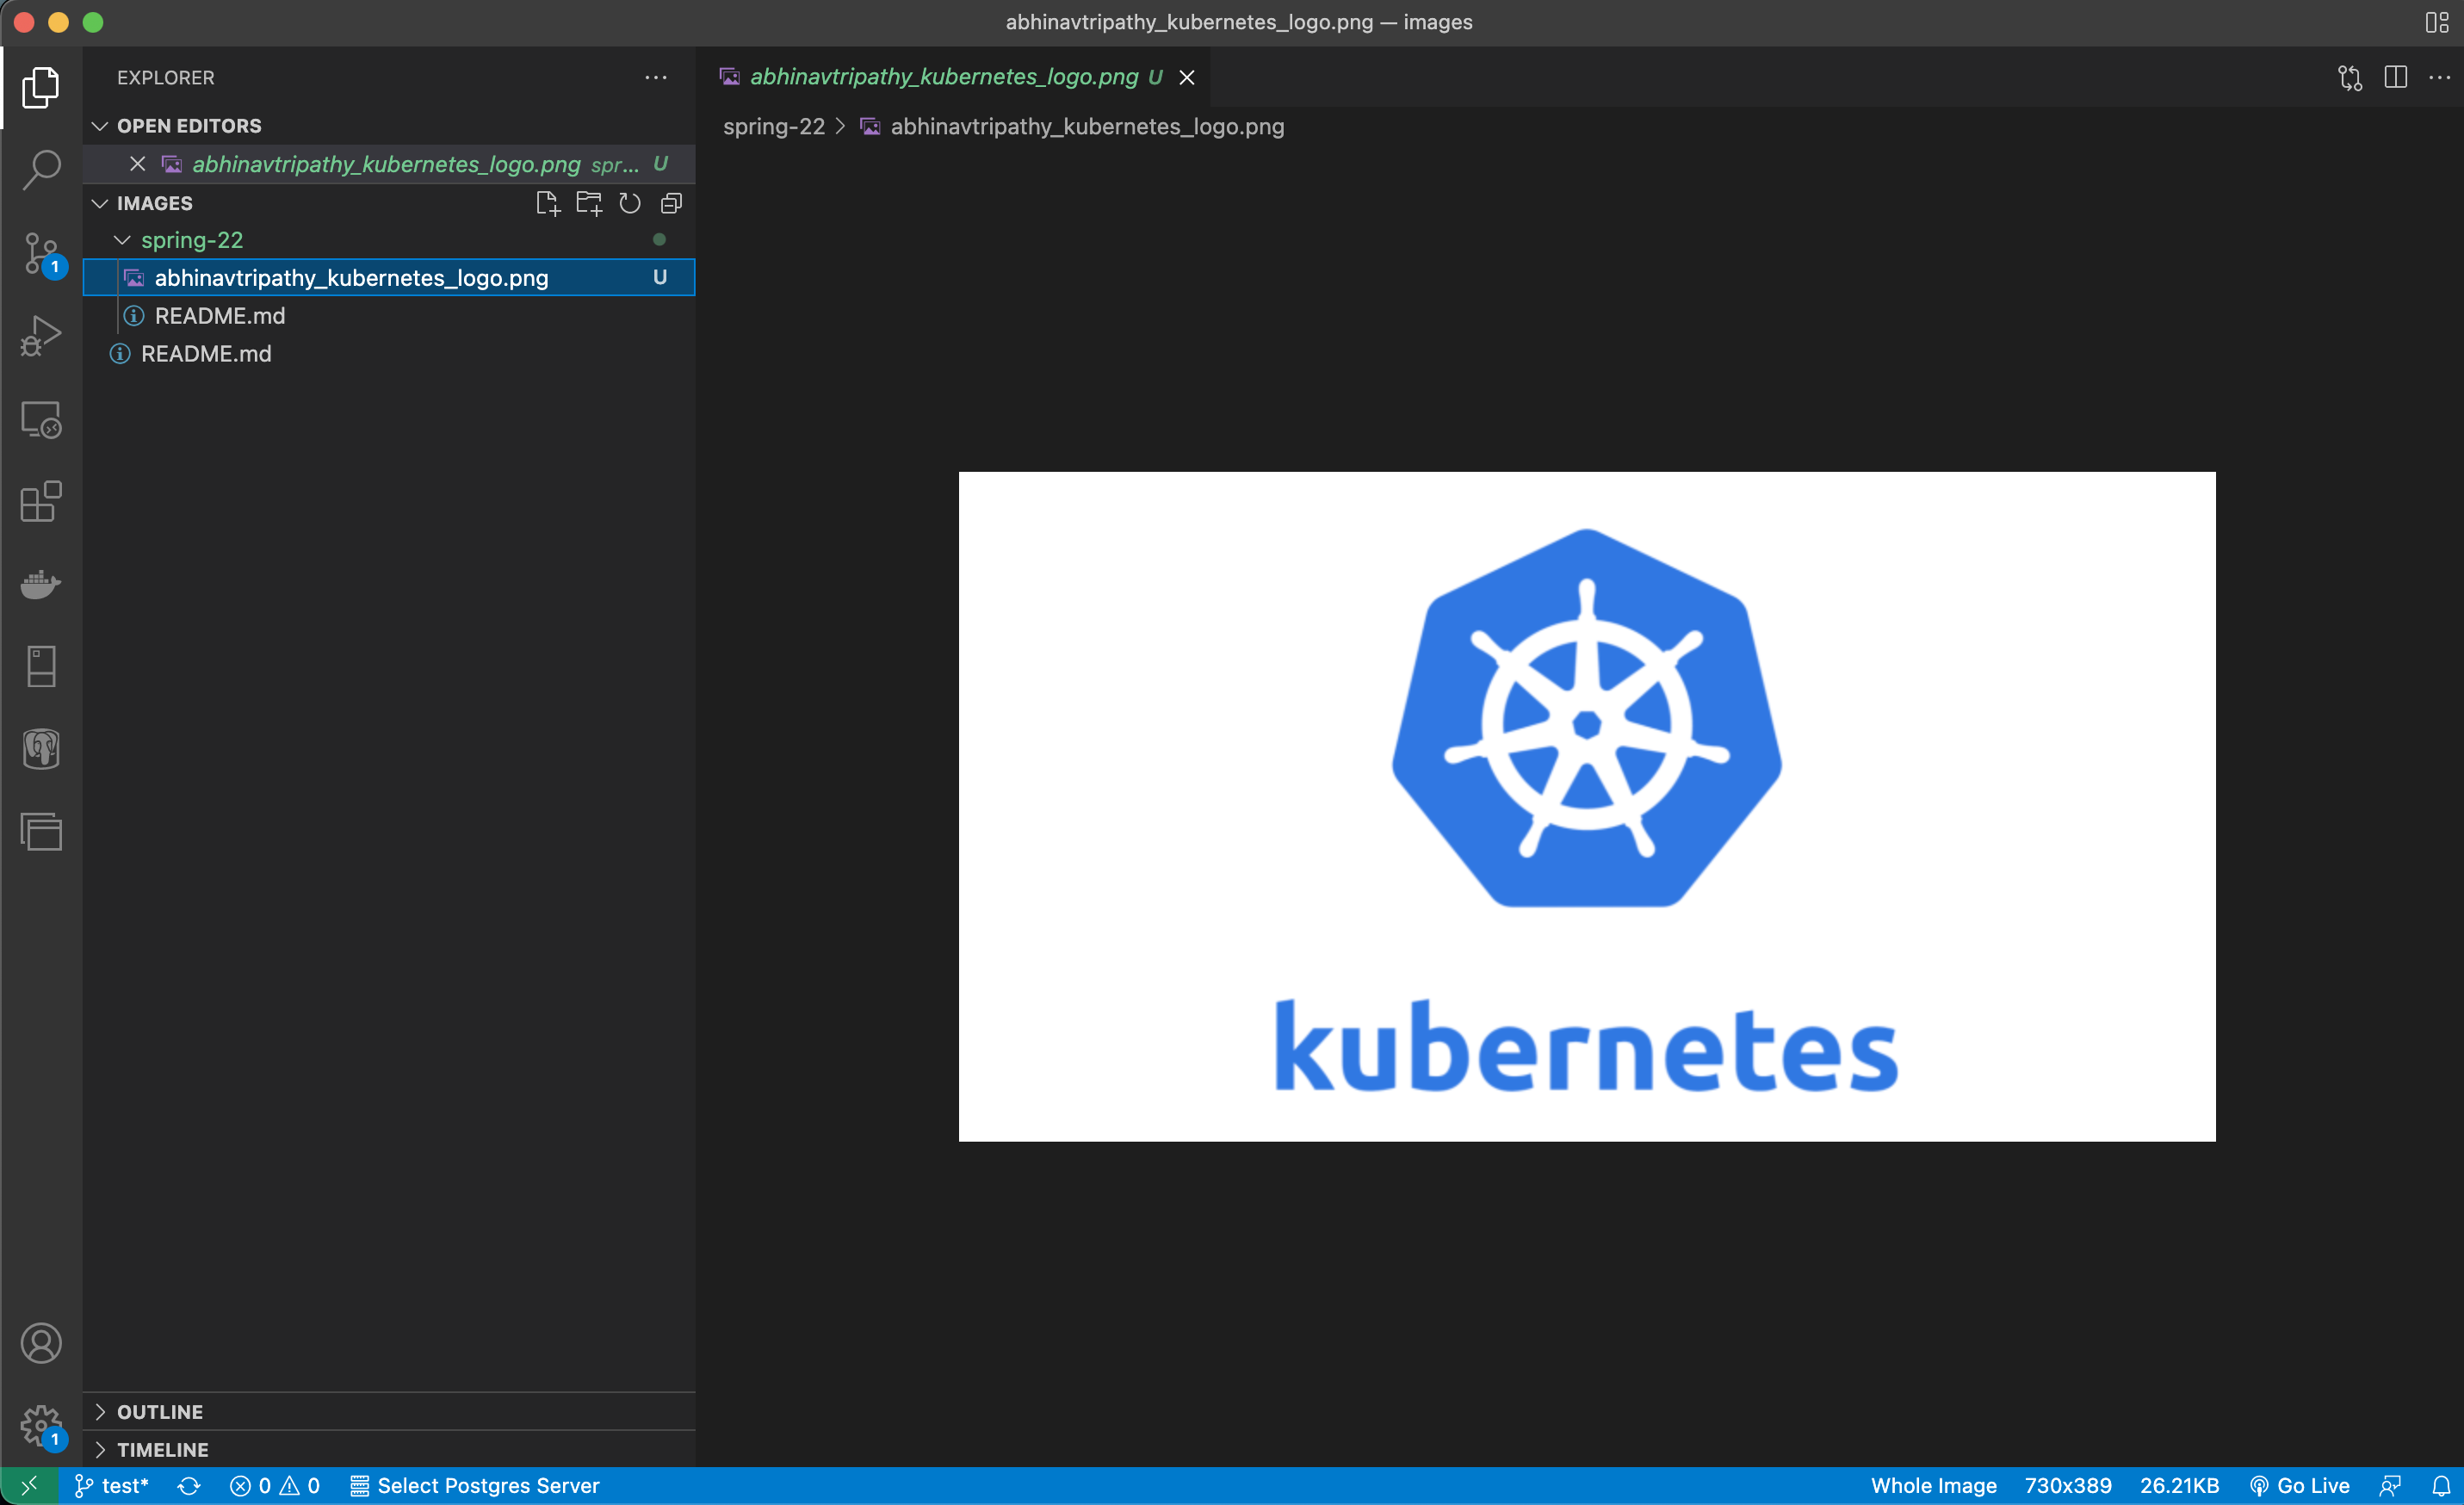 abhinavtripathy_kubernetes_logo.png — images
EXPLORER
OPEN EDITORS
abhinavtripathy_kubernetes_logo.png spr... U
IMAGES
spring-22
abhinavtripathy_kubernetes_logo.png U
README.md
README.md
OUTLINE
TIMELINE
abhinavtripathy_kubernetes_logo.png U
spring-22 > abhinavtripathy_kubernetes_logo.png
kubernetes
1
1
test* 0 0 Select Postgres Server Whole Image 730x389 26.21KB Go Live